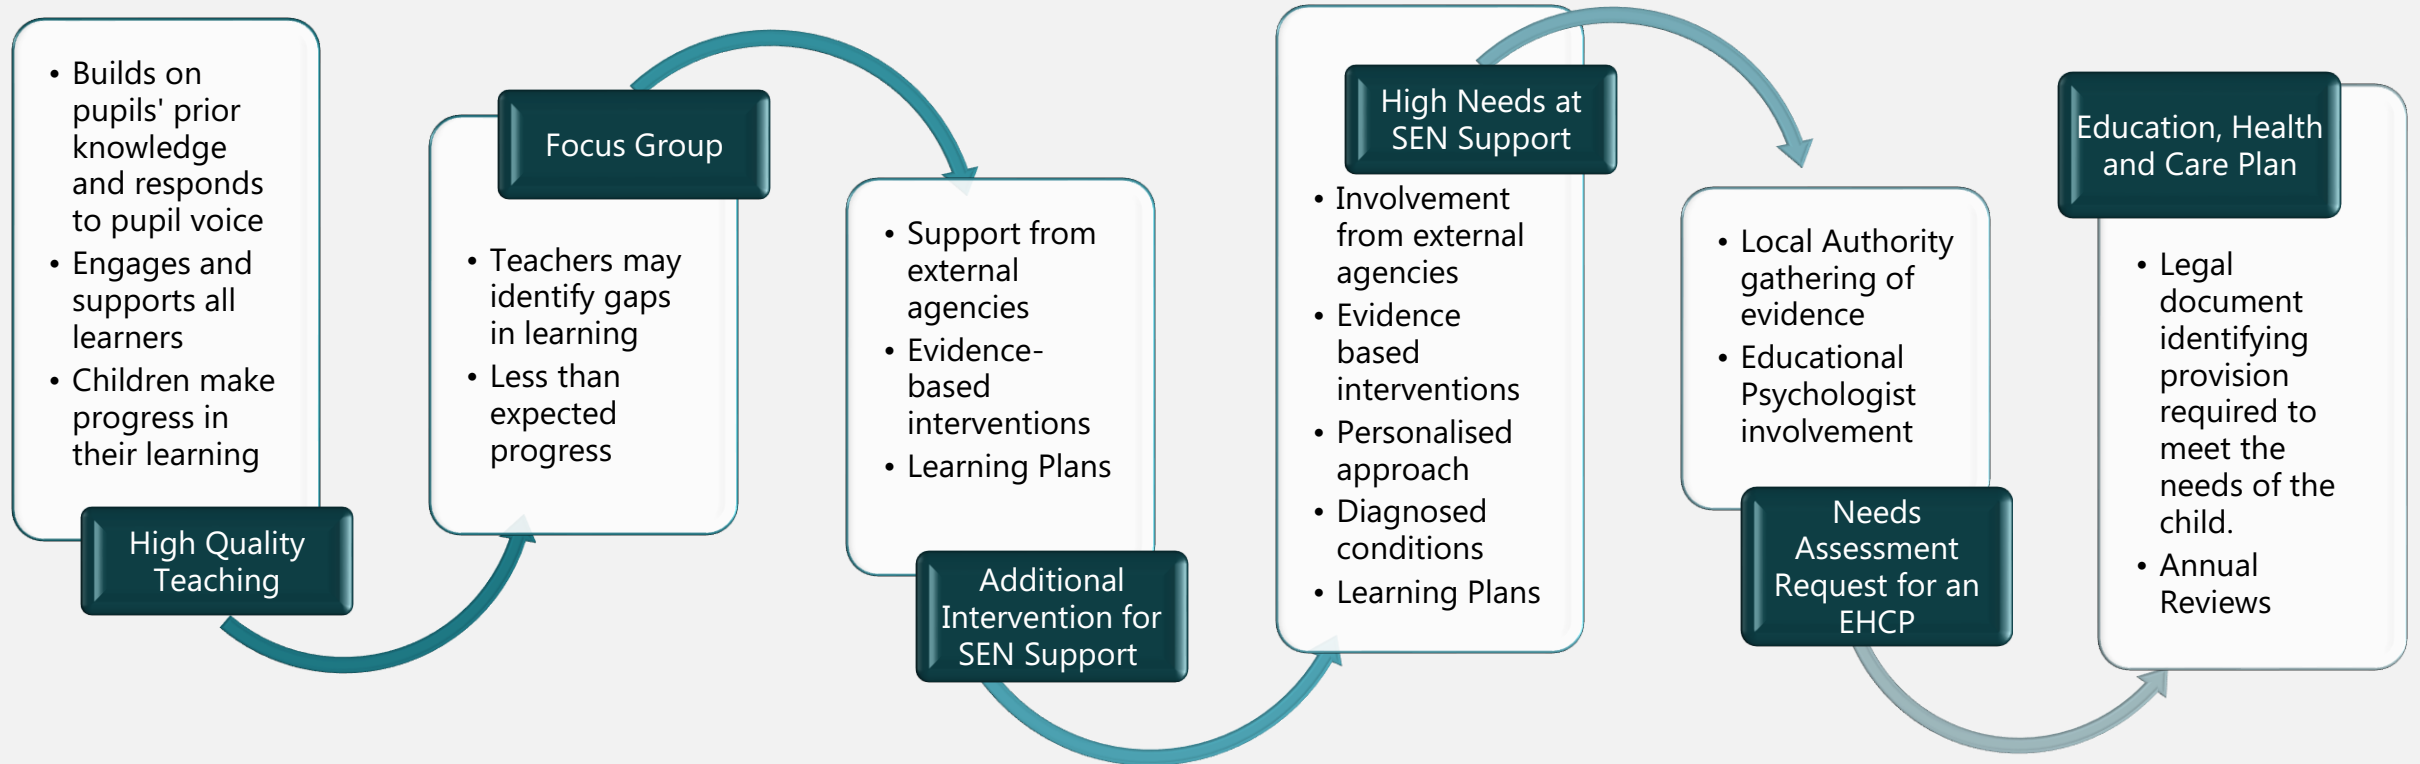 • Builds on
pupils' prior
knowledge
and responds
to pupil voice
• Engages and
supports all
learners
• Children make
progress in
their learning
High Quality
Teaching
Focus Group
• Teachers may
identify gaps
in learning
• Less than
expected
progress
• Support from
external
agencies
• Evidence-
based
interventions
• Learning Plans
Additional
Intervention for
SEN Support
High Needs at
SEN Support
• Involvement
from external
agencies
• Evidence
based
interventions
• Personalised
approach
• Diagnosed
conditions
• Learning Plans
• Local Authority
gathering of
evidence
• Educational
Psychologist
involvement
Needs
Assessment
Request for an
EHCP
Education, Health
and Care Plan
• Legal
document
identifying
provision
required to
meet the
needs of the
child.
• Annual
Reviews